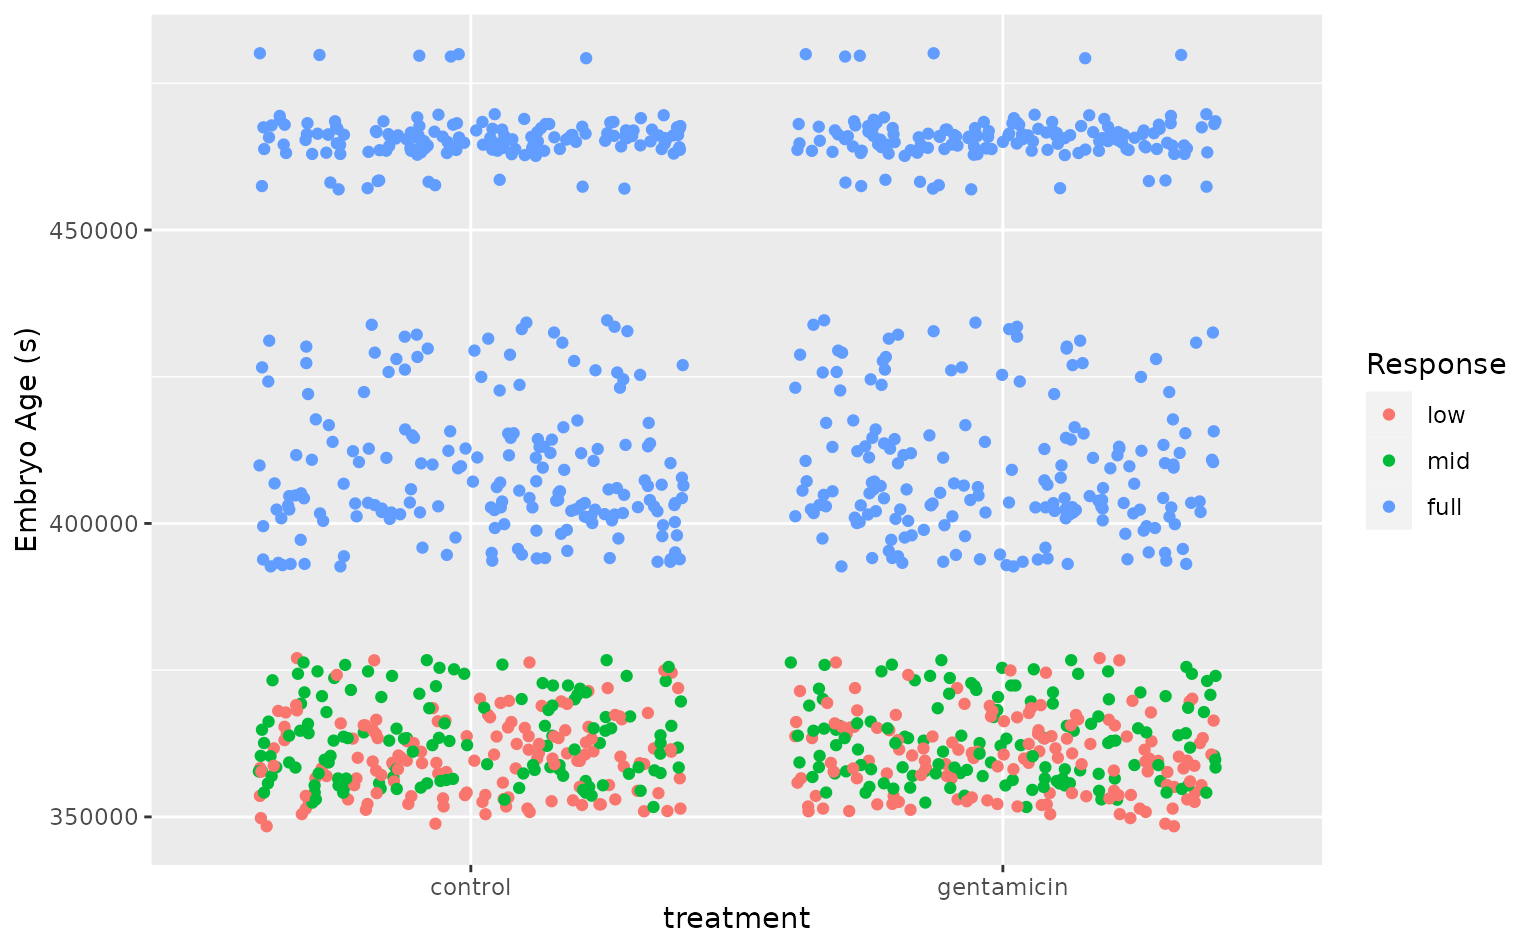 Embryo Age (s)
450000
400000
350000
control
gentamicin
treatment
Response
low
mid
full